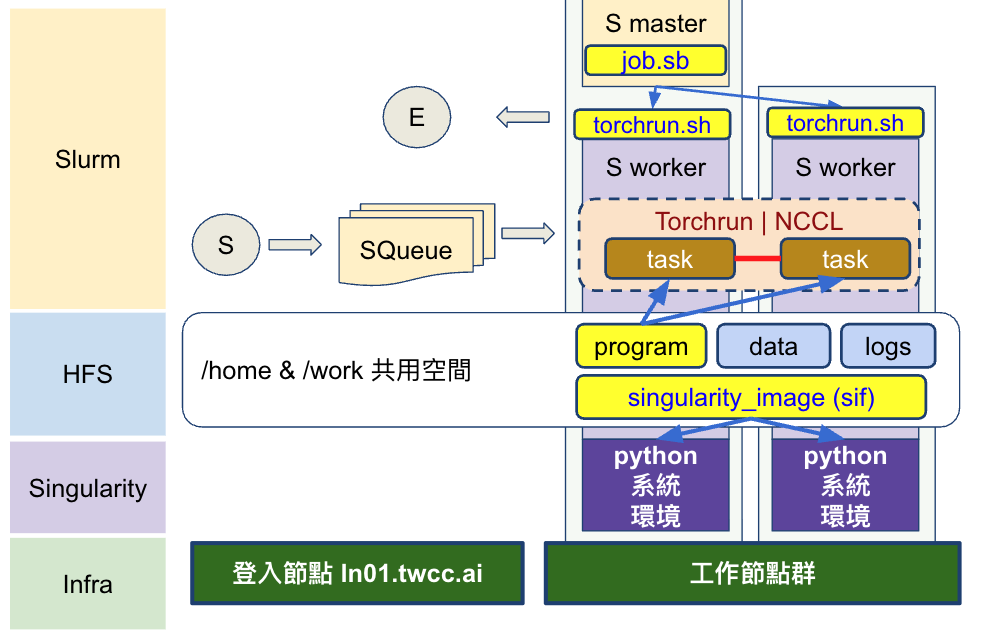 S master
job.sb
E
torchrun.sh
torchrun.sh
Slurm
S worker
S worker
Torchrun | NCCL
S
SQueue
task
task
HFS
/home & /work 共用空間
program
data
logs
singularity_image (sif)
Singularity
python
系統
環境
python
系統
環境
Infra
登入節點 ln01.twcc.ai
工作節點群